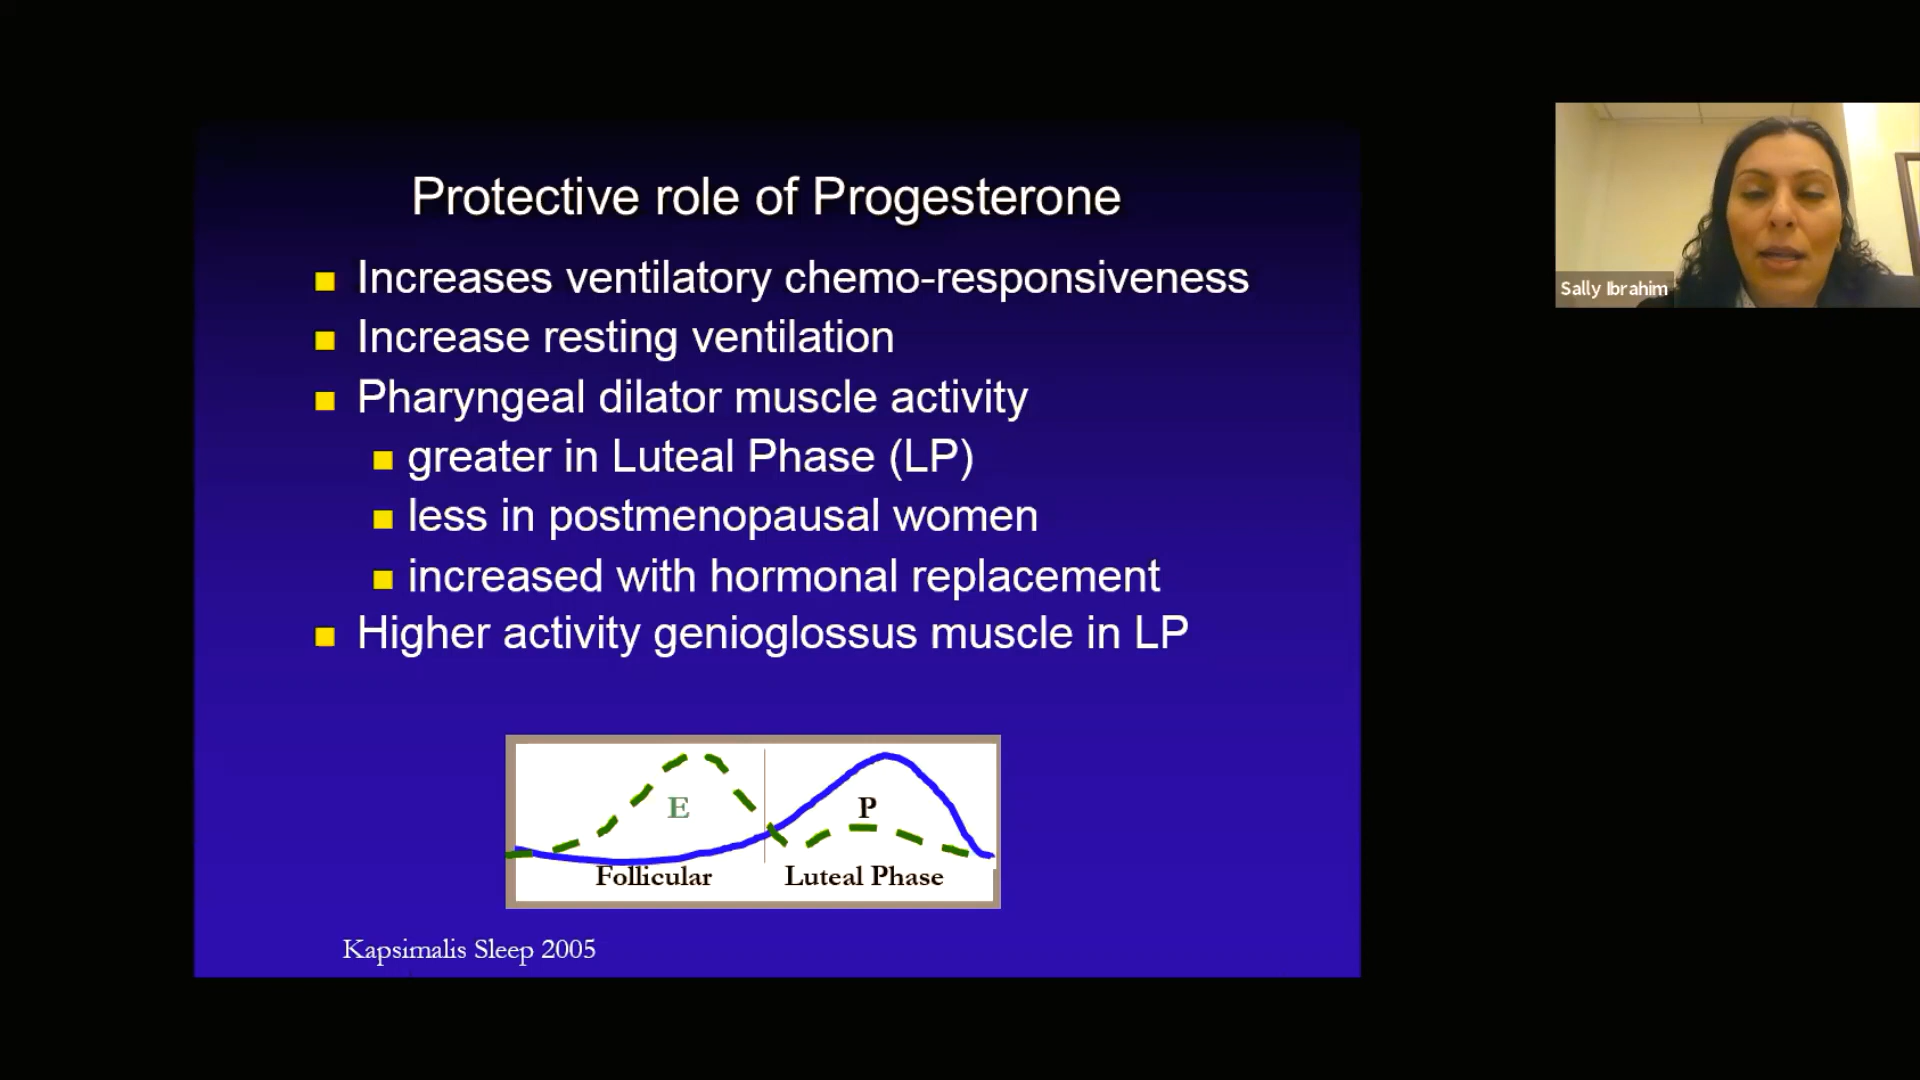 Protective role of Progesterone
Increases ventilatory chemo-responsiveness
Increase resting ventilation
Pharyngeal dilator muscle activity
greater in Luteal Phase (LP)
less in postmenopausal women
increased with hormonal replacement
Higher activity genioglossus muscle in LP
E
P
Follicular
Luteal Phase
Kapsimalis Sleep 2005
Sally Ibrahim